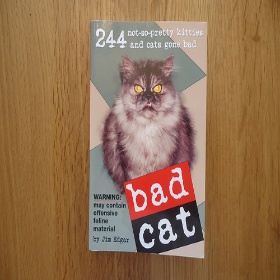 244 not-so-pretty kitties
and cats gone bad
WARNING:
may contain
offensive
feline
material
by Jim Edgar
bad
cat